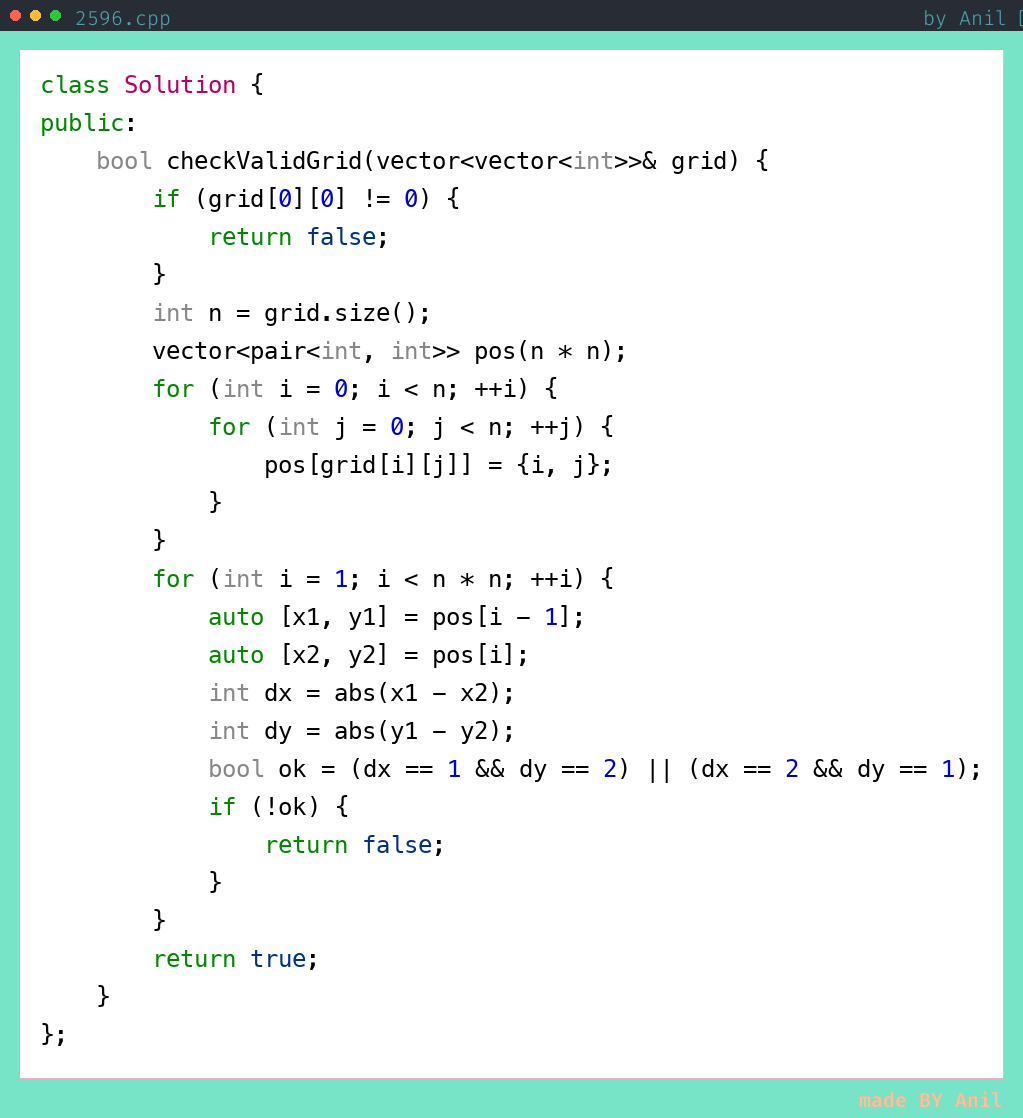 2596.cpp
by Anil
class Solution {
public:
    bool checkValidGrid(vector<vector<int>>& grid) {
        if (grid[0][0] != 0) {
            return false;
        }
        int n = grid.size();
        vector<pair<int, int>> pos(n * n);
        for (int i = 0; i < n; ++i) {
            for (int j = 0; j < n; ++j) {
                pos[grid[i][j]] = {i, j};
            }
        }
        for (int i = 1; i < n * n; ++i) {
            auto [x1, y1] = pos[i - 1];
            auto [x2, y2] = pos[i];
            int dx = abs(x1 - x2);
            int dy = abs(y1 - y2);
            bool ok = (dx == 1 && dy == 2) || (dx == 2 && dy == 1);
            if (!ok) {
                return false;
            }
        }
        return true;
    }
};
made BY Anil